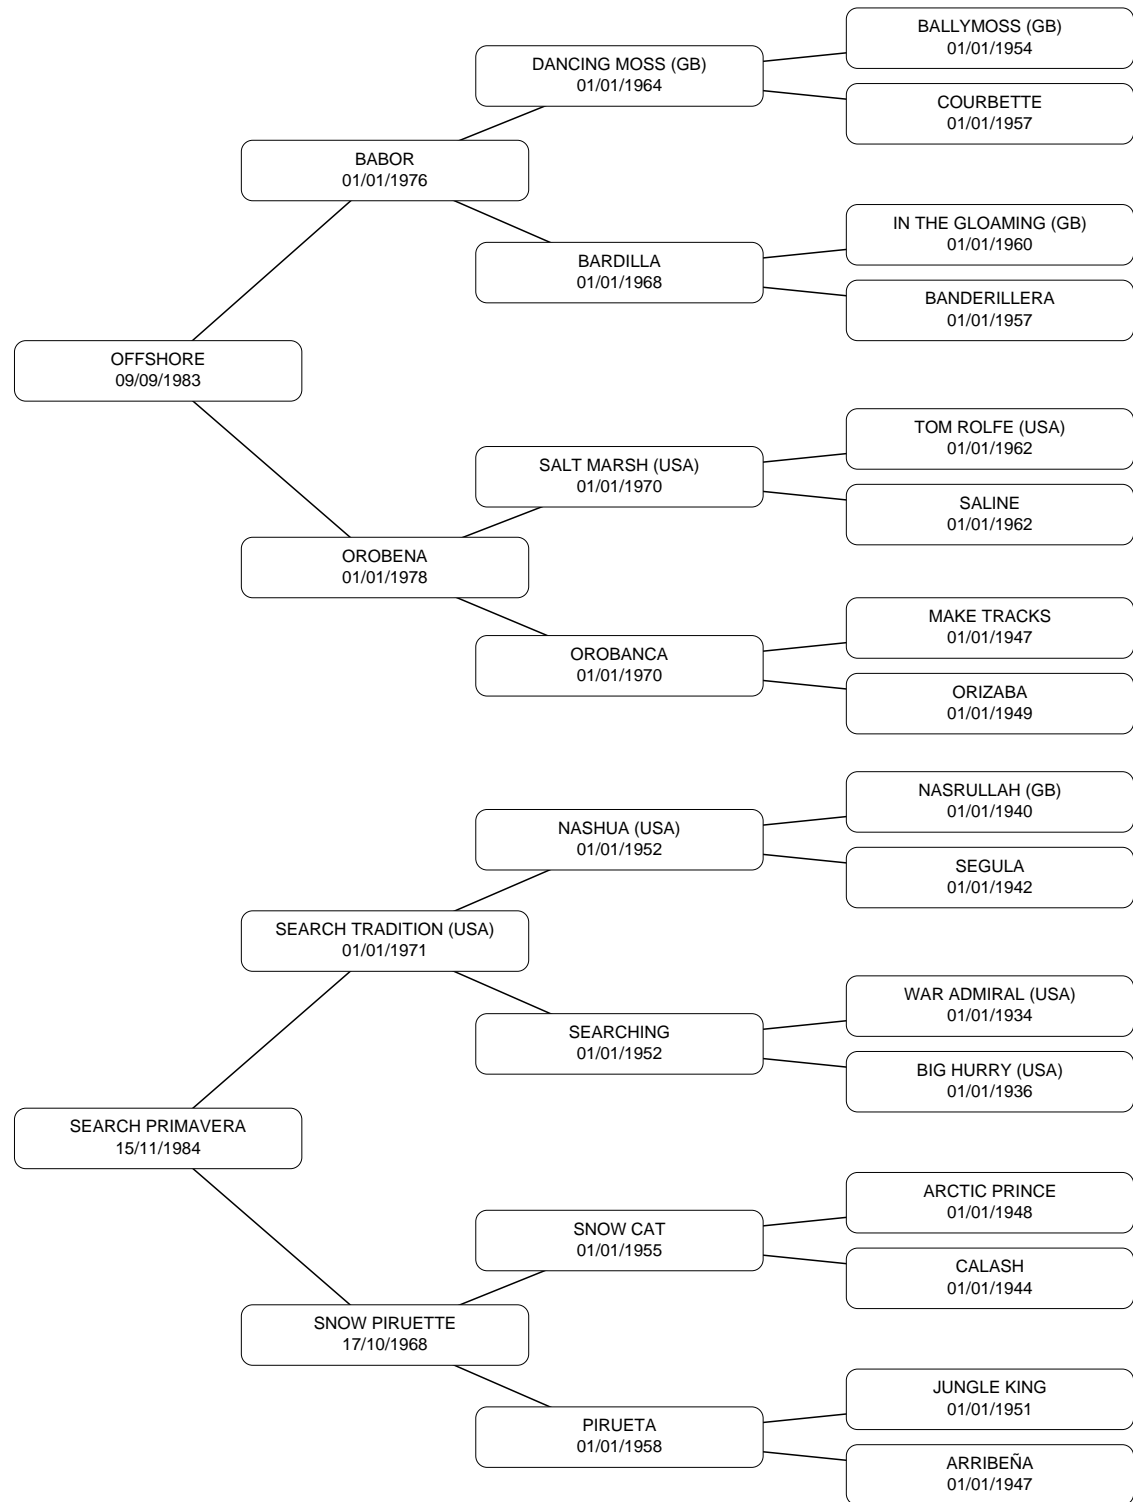 BALLYMOSS (GB)
01/01/1954
DANCING MOSS (GB)
01/01/1964
COURBETTE
01/01/1957
BABOR
01/01/1976
IN THE GLOAMING (GB)
01/01/1960
BARDILLA
01/01/1968
BANDERILLERA
01/01/1957
OFFSHORE
09/09/1983
TOM ROLFE (USA)
01/01/1962
SALT MARSH (USA)
01/01/1970
SALINE
01/01/1962
OROBENA
01/01/1978
MAKE TRACKS
01/01/1947
OROBANCA
01/01/1970
ORIZABA
01/01/1949
NASRULLAH (GB)
01/01/1940
NASHUA (USA)
01/01/1952
SEGULA
01/01/1942
SEARCH TRADITION (USA)
01/01/1971
WAR ADMIRAL (USA)
01/01/1934
SEARCHING
01/01/1952
BIG HURRY (USA)
01/01/1936
SEARCH PRIMAVERA
15/11/1984
ARCTIC PRINCE
01/01/1948
SNOW CAT
01/01/1955
CALASH
01/01/1944
SNOW PIRUETTE
17/10/1968
JUNGLE KING
01/01/1951
PIRUETA
01/01/1958
ARRIBEÑA
01/01/1947